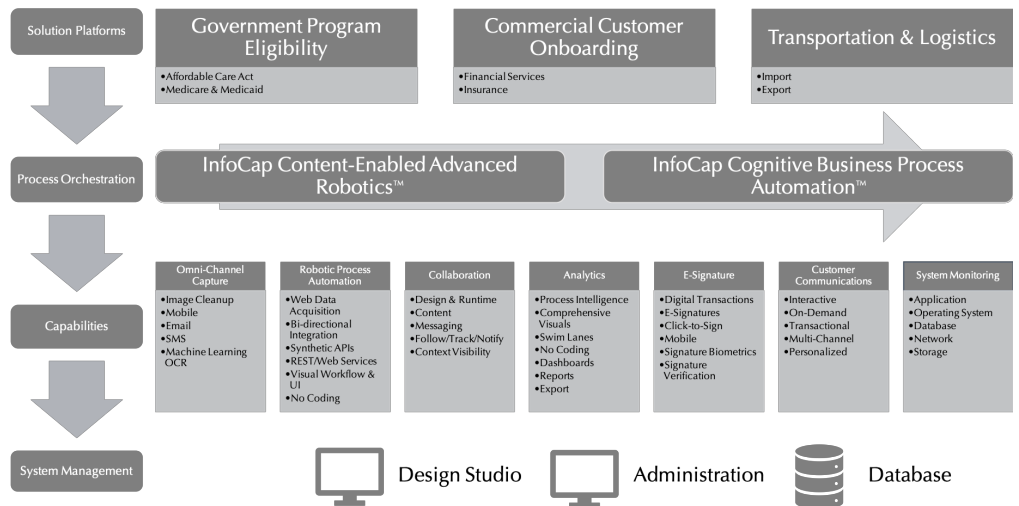 Solution Platforms
Government Program
Eligibility
•Affordable Care Act
•Medicare & Medicaid
Commercial Customer
Onboarding
•Financial Services
•Insurance
Transportation & Logistics
•Import
•Export
Process Orchestration
InfoCap Content-Enabled Advanced
Robotics™
InfoCap Cognitive Business Process
Automation™
Capabilities
Omni-Channel
Capture
•Image Cleanup
•Mobile
•Email
•SMS
•Machine Learning
OCR
Robotic Process
Automation
•Web Data
Acquisition
•Bi-directional
Integration
•Synthetic APIs
•REST/Web Services
•Visual Workflow &
UI
•No Coding
Collaboration
•Design & Runtime
•Content
•Messaging
•Follow/Track/Notify
•Context Visibility
Analytics
•Process Intelligence
•Comprehensive
Visuals
•Swim Lanes
•No Coding
•Dashboards
•Reports
•Export
E-Signature
•Digital Transactions
•E-Signatures
•Click-to-Sign
•Mobile
•Signature Biometrics
•Signature
Verification
Customer
Communications
•Interactive
•On-Demand
•Transactional
•Multi-Channel
•Personalized
System Monitoring
•Application
•Operating System
•Database
•Network
•Storage
System Management
Design Studio
Administration
Database